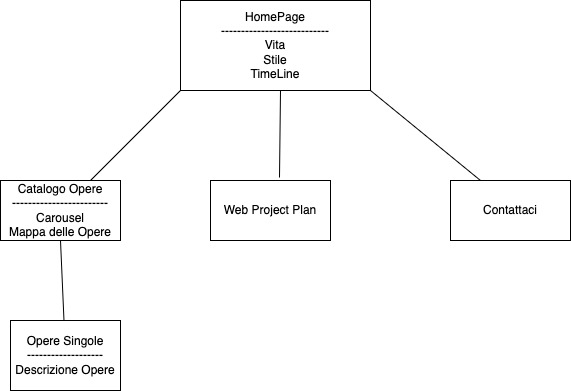 HomePage
---------------------------
Vita
Stile
TimeLine
Catalogo Opere
------------------------
Carousel
Mappa delle Opere
Web Project Plan
Contattaci
Opere Singole
-------------------
Descrizione Opere